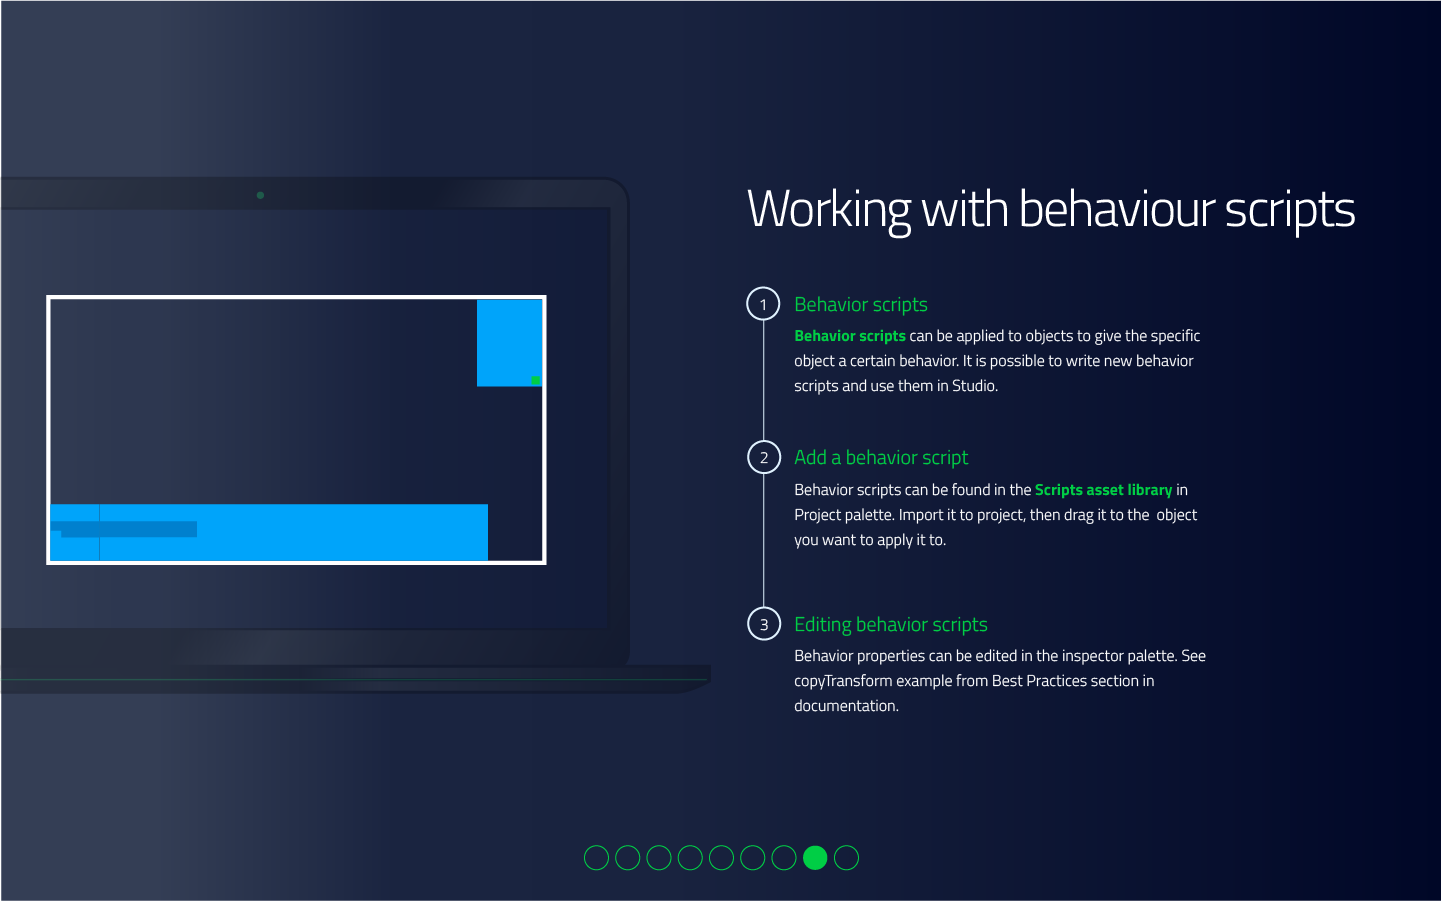 Working with behaviour scripts
1
Behavior scripts
Behavior scripts can be applied to objects to give the specific
object a certain behavior. It is possible to write new behavior
scripts and use them in Studio.
2
Add a behavior script
Behavior scripts can be found in the Scripts asset library in
Project palette. Import it to project, then drag it to the  object
you want to apply it to.
3
Editing behavior scripts
Behavior properties can be edited in the inspector palette. See
copyTransform example from Best Practices section in
documentation.